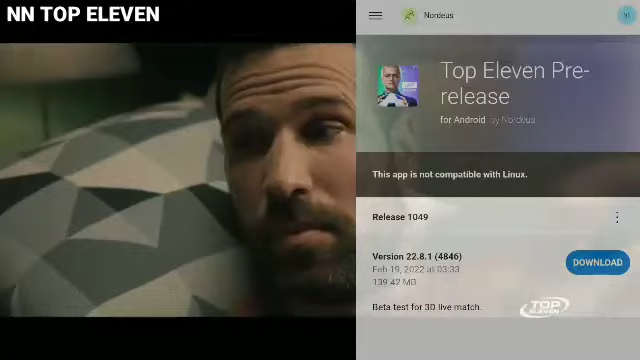 NN TOP ELEVEN
Nordeus
Top Eleven Pre-
release
for Android by Nordeus
This app is not compatible with Linux.
Release 1049
Version 22.8.1 (4846)
Feb 19, 2022 at 03:33
139.42 MB
DOWNLOAD
Beta test for 3D live match.
TOP
ELEVEN